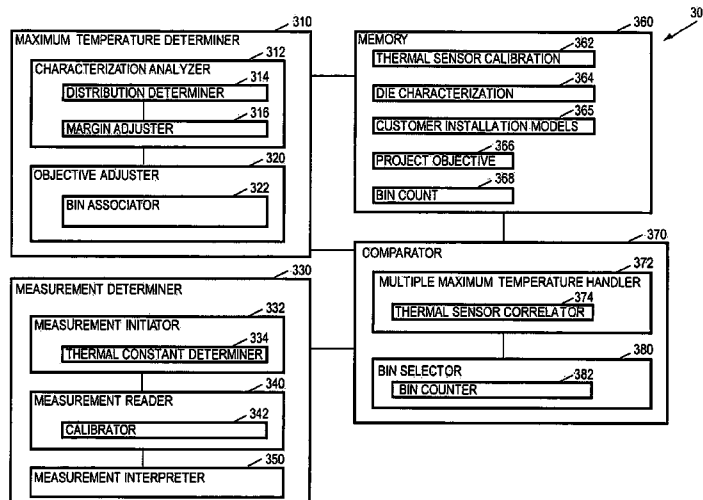 30
310
MAXIMUM TEMPERATURE DETERMINER
312
CHARACTERIZATION ANALYZER
314
DISTRIBUTION DETERMINER
316
MARGIN ADJUSTER
320
OBJECTIVE ADJUSTER
322
BIN ASSOCIATOR
330
MEASUREMENT DETERMINER
332
MEASUREMENT INITIATOR
334
THERMAL CONSTANT DETERMINER
340
MEASUREMENT READER
342
CALIBRATOR
350
MEASUREMENT INTERPRETER
360
MEMORY
362
THERMAL SENSOR CALIBRATION
364
DIE CHARACTERIZATION
365
CUSTOMER INSTALLATION MODELS
366
PROJECT OBJECTIVE
368
BIN COUNT
370
COMPARATOR
372
MULTIPLE MAXIMUM TEMPERATURE HANDLER
374
THERMAL SENSOR CORRELATOR
380
BIN SELECTOR
382
BIN COUNTER